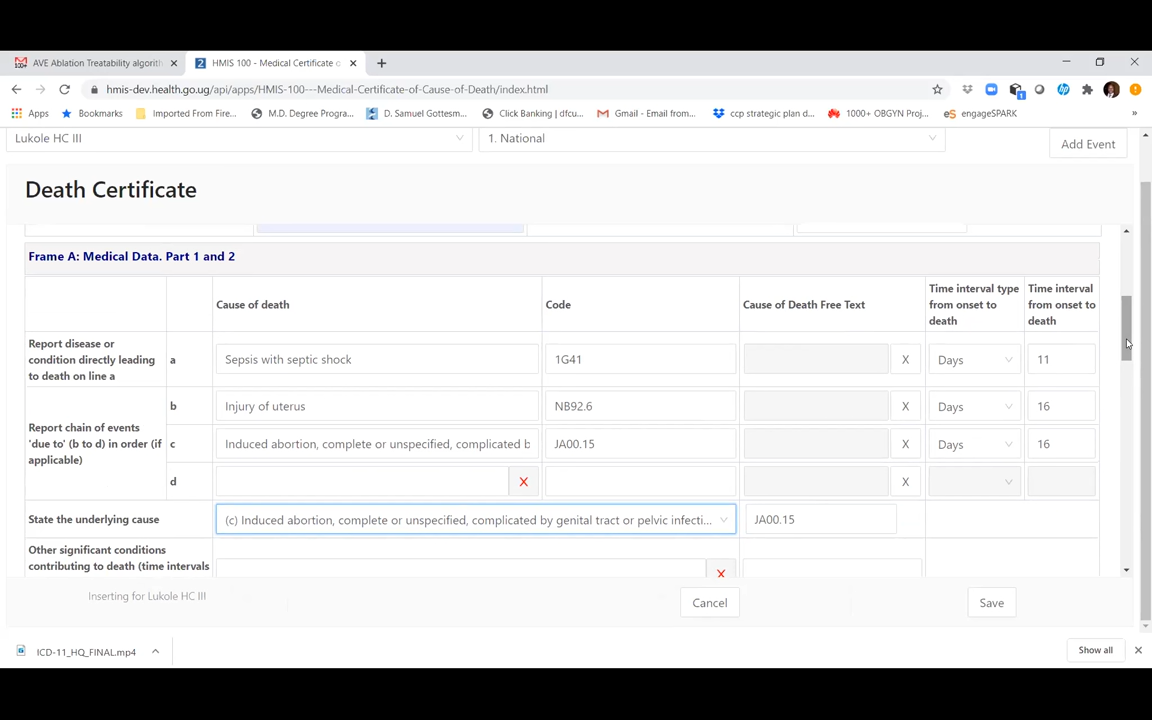 AVE Ablation Treatability algorith
HMIS 100 - Medical Certificate o
hmis-dev.health.go.ug/api/apps/HMIS-100---Medical-Certificate-of-Cause-of-Death/index.html
Apps Bookmarks Imported From Fire... M.D. Degree Progra... D. Samuel Gottesm... Click Banking | dfcu... Gmail - Email from... ccp strategic plan d... 1000+ OBGYN Proj... eS engageSPARK »
Lukole HC III 1. National Add Event
Death Certificate
Frame A: Medical Data. Part 1 and 2
Cause of death Code Cause of Death Free Text
Time interval type
from onset to
death
Time interval
from onset to
death
Report disease or
condition directly leading
to death on line a
a Sepsis with septic shock 1G41 X Days 11
Report chain of events
'due to' (b to d) in order (if
applicable)
b Injury of uterus NB92.6 X Days 16
c Induced abortion, complete or unspecified, complicated b JA00.15 X Days 16
d X X
State the underlying cause (c) Induced abortion, complete or unspecified, complicated by genital tract or pelvic infecti... JA00.15
Other significant conditions
contributing to death (time intervals
X
Inserting for Lukole HC III Cancel Save
ICD-11_HQ_FINAL.mp4 Show all